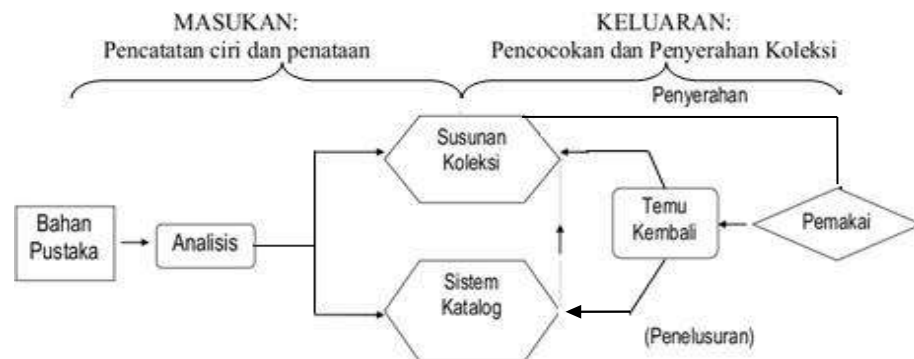 MASUKAN:
Pencatatan ciri dan penataan
KELUARAN:
Pencocokan dan Penyerahan Koleksi
Penyerahan
Susunan
Koleksi
Bahan
Pustaka
Analisis
Temu
Kembali
Pemakai
Sistem
Katalog
(Penelusuran)